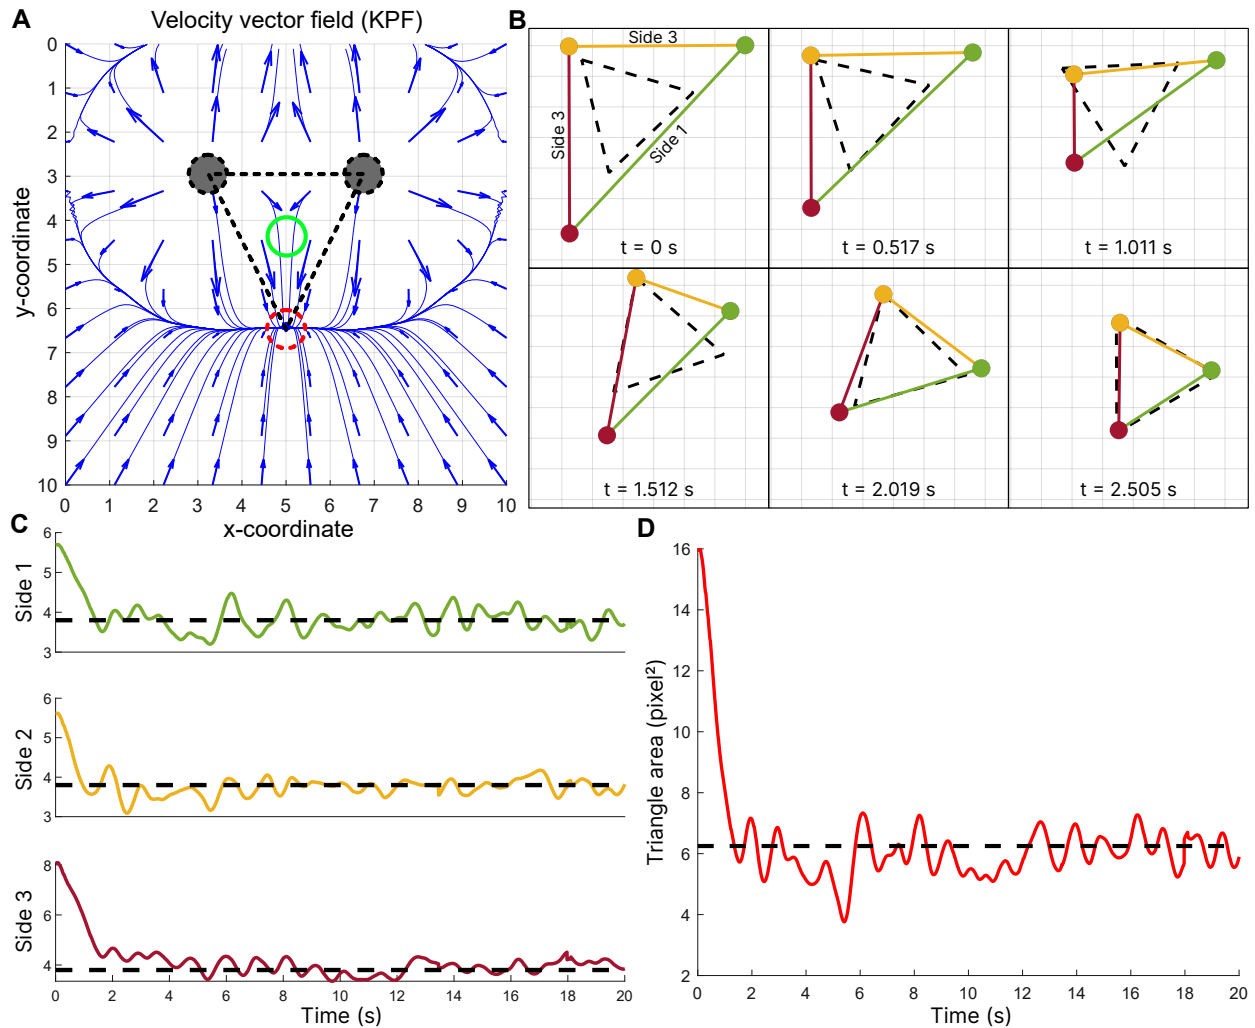 A
Velocity vector field (KPF)
y-coordinate
0
1
2
3
4
5
6
7
8
9
10
0 1 2 3 4 5 6 7 8 9 10
x-coordinate
B
Side 3
Side 3
Side 1
t = 0 s
t = 0.517 s
t = 1.011 s
t = 1.512 s
t = 2.019 s
t = 2.505 s
C
Side 1
6
5
4
3
Side 2
6
5
4
3
Side 3
8
6
4
0 2 4 6 8 10 12 14 16 18 20
Time (s)
D
Triangle area (pixel²)
16
14
12
10
8
6
4
2
0 2 4 6 8 10 12 14 16 18 20
Time (s)